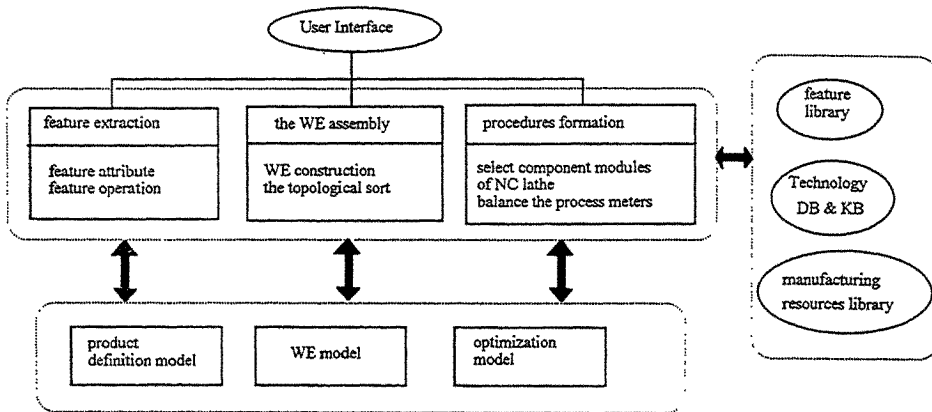 User Interface
feature extraction
feature attribute
feature operation
the WE assembly
WE construction
the topological sort
procedures formation
select component modules
of NC lathe
balance the process meters
feature
library
Technology
DB & KB
manufacturing
resources library
product
definition model
WE model
optimization
model